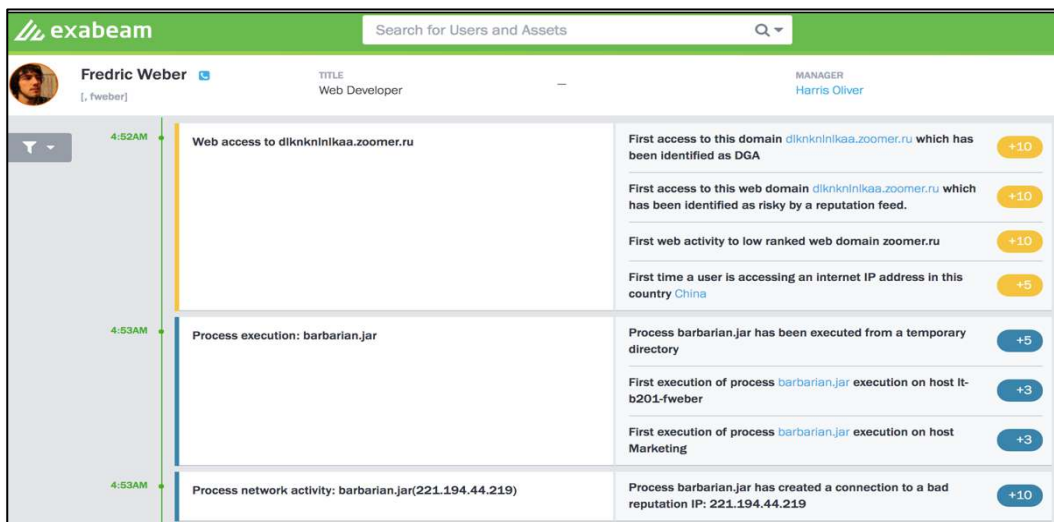 exabeam
Search for Users and Assets
Fredric Weber
[, fweber]
TITLE
Web Developer
–
MANAGER
Harris Oliver
4:52AM
Web access to dlknknlnlkaa.zoomer.ru
First access to this domain dlknknlnlkaa.zoomer.ru which has
been identified as DGA
+10
First access to this web domain dlknknlnlkaa.zoomer.ru which
has been identified as risky by a reputation feed.
+10
First web activity to low ranked web domain zoomer.ru
+10
First time a user is accessing an internet IP address in this
country China
+5
4:53AM
Process execution: barbarian.jar
Process barbarian.jar has been executed from a temporary
directory
+5
First execution of process barbarian.jar execution on host lt-
b201-fweber
+3
First execution of process barbarian.jar execution on host
Marketing
+3
4:53AM
Process network activity: barbarian.jar(221.194.44.219)
Process barbarian.jar has created a connection to a bad
reputation IP: 221.194.44.219
+10